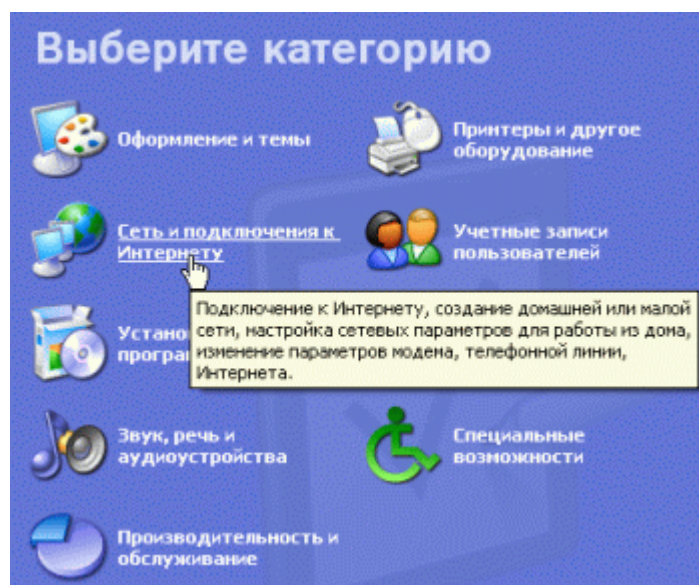 Выберите категорию
Оформление и темы
Принтеры и другое
оборудование
Сеть и подключения к
Интернету
Учетные записи
пользователей
Подключение к Интернету, создание домашней или малой
сети, настройка сетевых параметров для работы из дома,
изменение параметров модема, телефонной линии,
Интернета.
Звук, речь и
аудиоустройства
Специальные
возможности
Производительность и
обслуживание